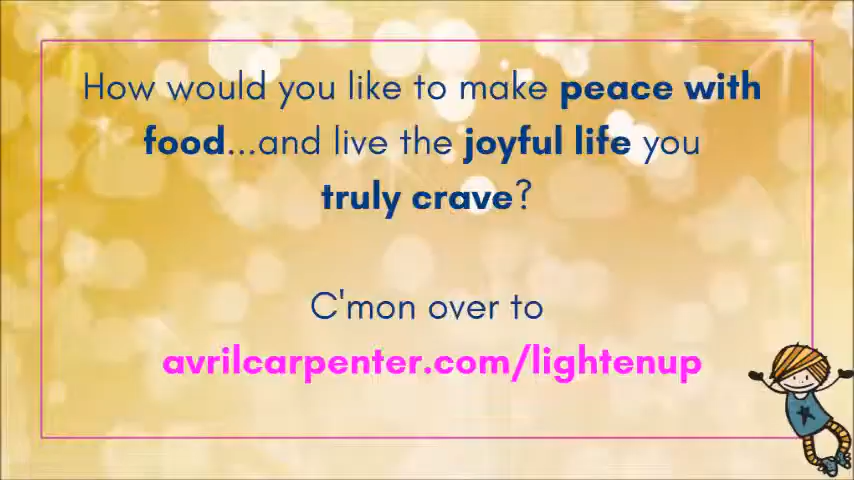 How would you like to make peace with
food...and live the joyful life you
truly crave?
C'mon over to
avrilcarpenter.com/lightenup